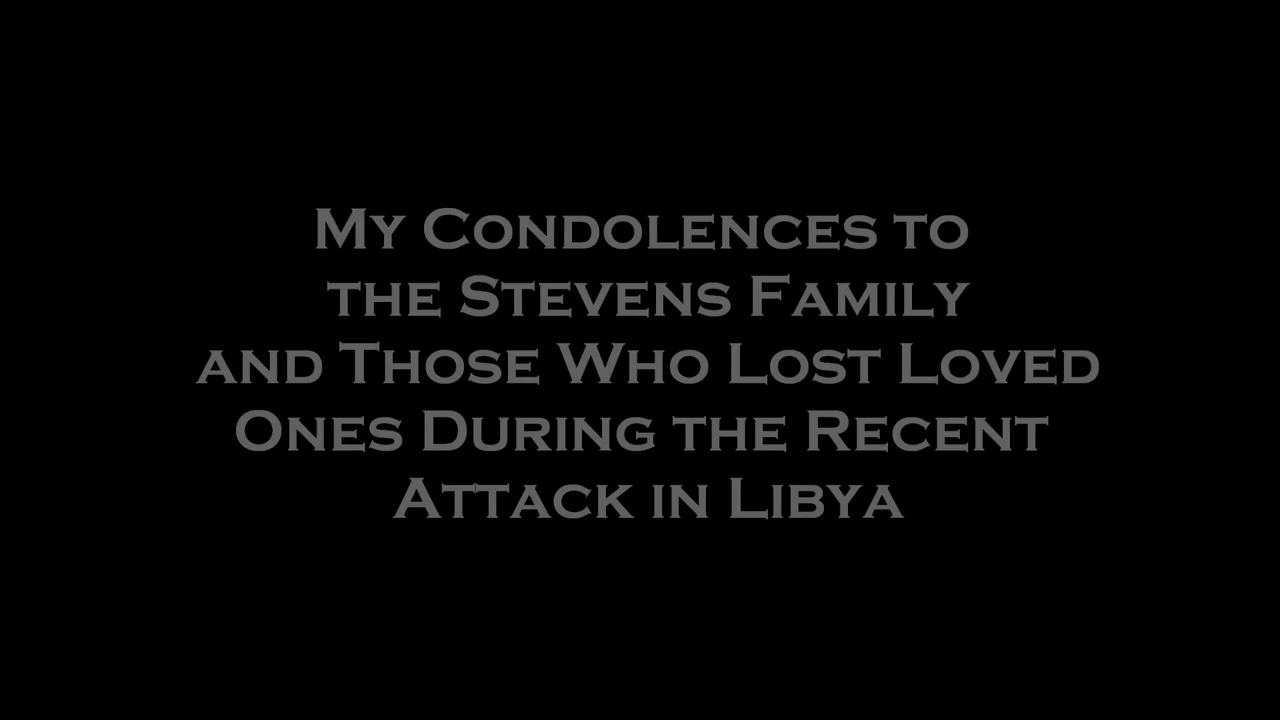 My Condolences to
the Stevens Family
and Those Who Lost Loved
Ones During the Recent
Attack in Libya